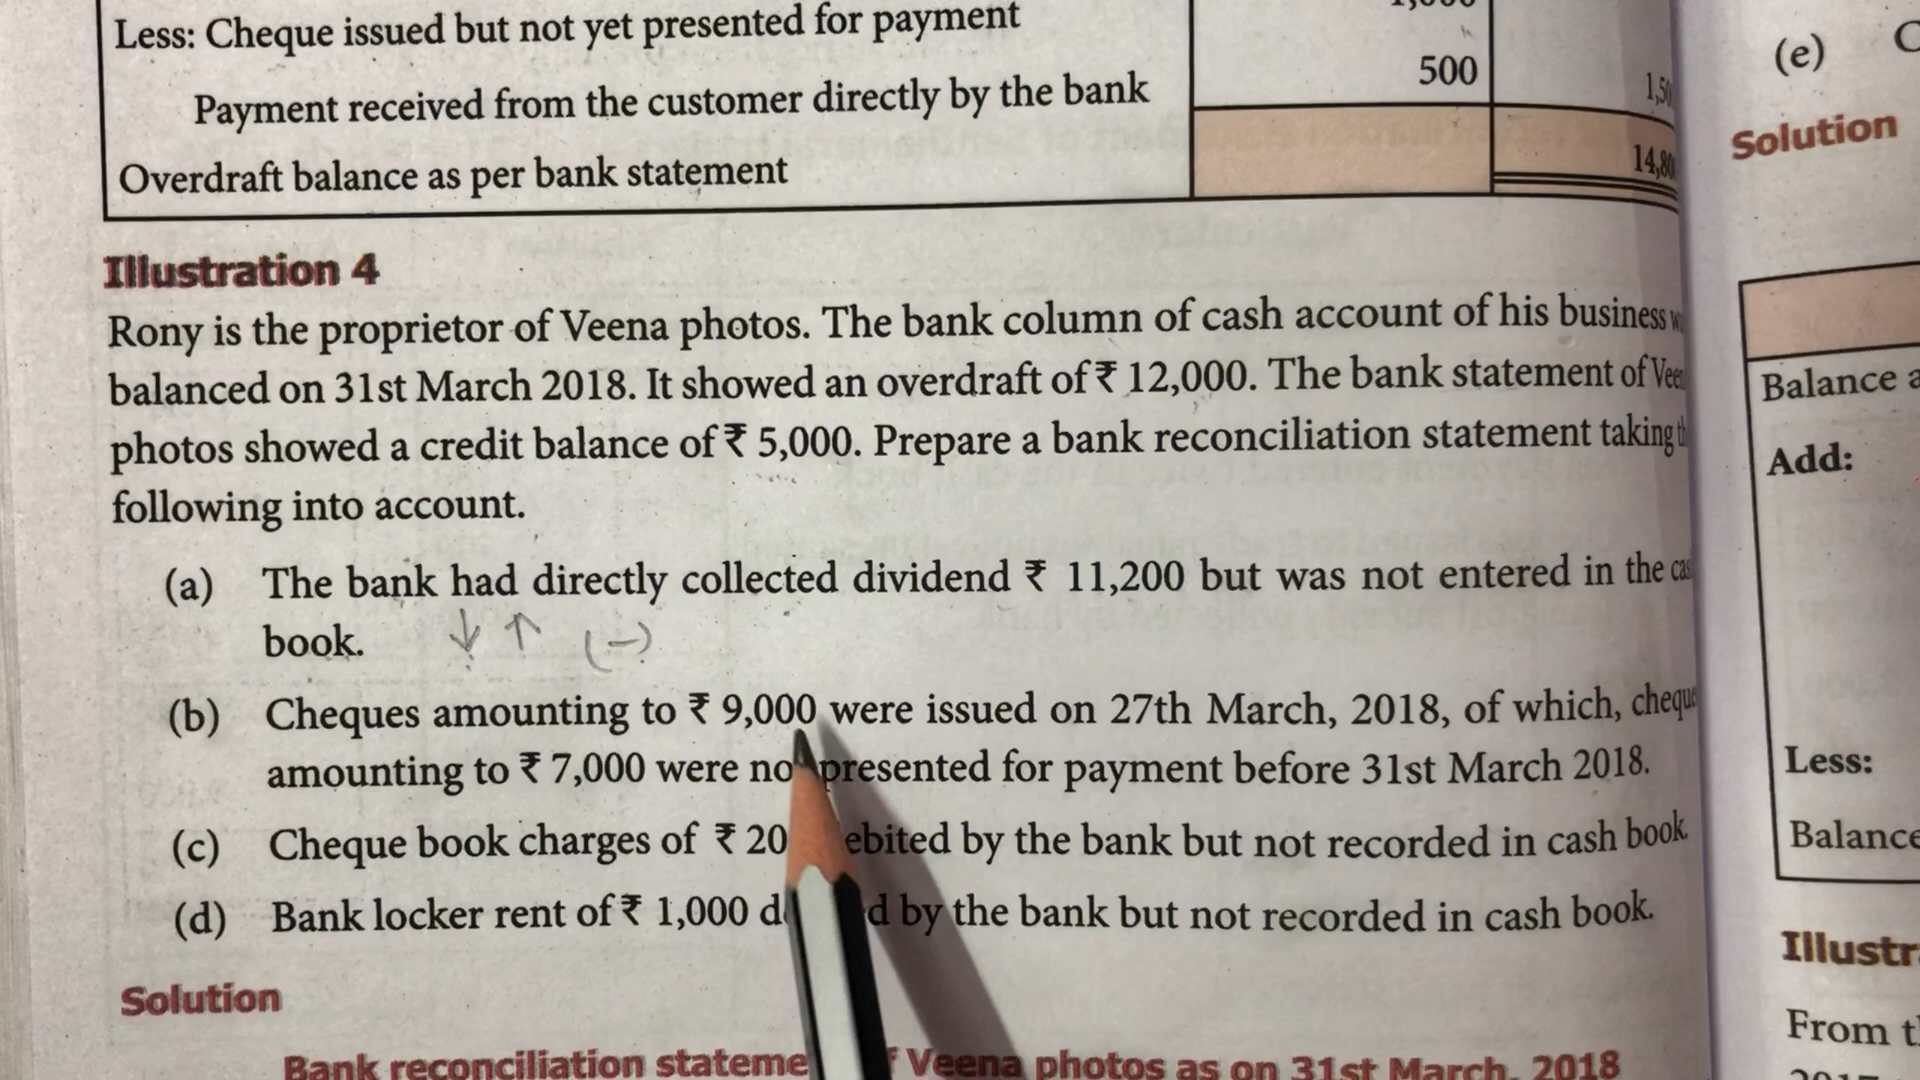 Less: Cheque issued but not yet presented for payment
500
Payment received from the customer directly by the bank
Overdraft balance as per bank statement
Illustration 4
Rony is the proprietor of Veena photos. The bank column of cash account of his business
balanced on 31st March 2018. It showed an overdraft of ₹ 12,000. The bank statement of
photos showed a credit balance of ₹ 5,000. Prepare a bank reconciliation statement taking
following into account.
(a) The bank had directly collected dividend ₹ 11,200 but was not entered in the
book. ↓ ↑ (-)
(b) Cheques amounting to ₹ 9,000 were issued on 27th March, 2018, of which,
amounting to ₹ 7,000 were presented for payment before 31st March 2018.
(c) Cheque book charges of ₹ by the bank but not recorded in cash book.
(d) Bank locker rent of ₹ 1,000 by the bank but not recorded in cash book.
Solution
Bank reconciliation Veena photos as on 31st March, 2018
(e)
Solution
Balance
Add:
Less:
Balance
From